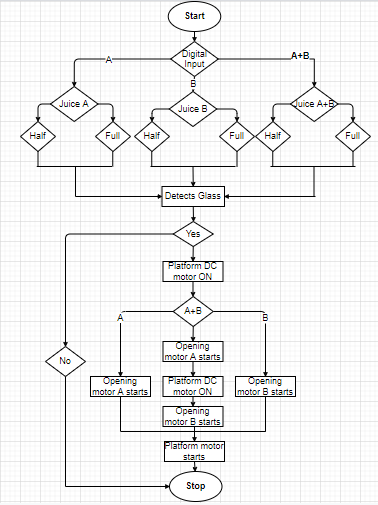 Start
Digital
Input
A
A+B
B
Juice A
Juice B
Juice A+B
Half
Full
Half
Full
Half
Full
Detects Glass
Yes
Platform DC
motor ON
A+B
A
B
Opening
motor A starts
No
Opening
motor A starts
Platform DC
motor ON
Opening
motor B starts
Opening
motor B starts
Platform motor
starts
Stop